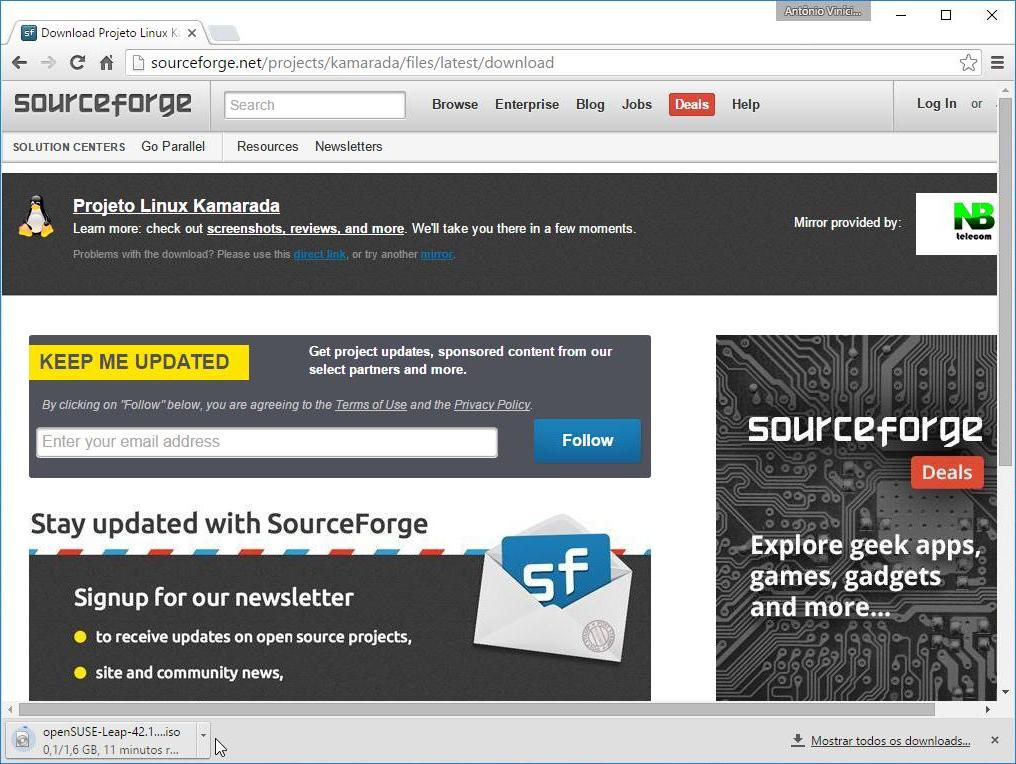 Antônio Viníci...
Download Projeto Linux K
sourceforge.net/projects/kamarada/files/latest/download
sourceforge
Search
Browse Enterprise Blog Jobs Deals Help
Log In or
SOLUTION CENTERS Go Parallel Resources Newsletters
Projeto Linux Kamarada
Learn more: check out screenshots, reviews, and more. We'll take you there in a few moments.
Problems with the download? Please use this direct link, or try another mirror.
Mirror provided by:
NB
telecom
KEEP ME UPDATED
Get project updates, sponsored content from our
select partners and more.
By clicking on "Follow" below, you are agreeing to the Terms of Use and the Privacy Policy.
Enter your email address
Follow
Stay updated with SourceForge
sf
Signup for our newsletter
to receive updates on open source projects,
site and community news,
sourceforge
Deals
Explore geek apps,
games, gadgets
and more...
openSUSE-Leap-42.1....iso
0,1/1,6 GB, 11 minutos r...
Mostrar todos os downloads...